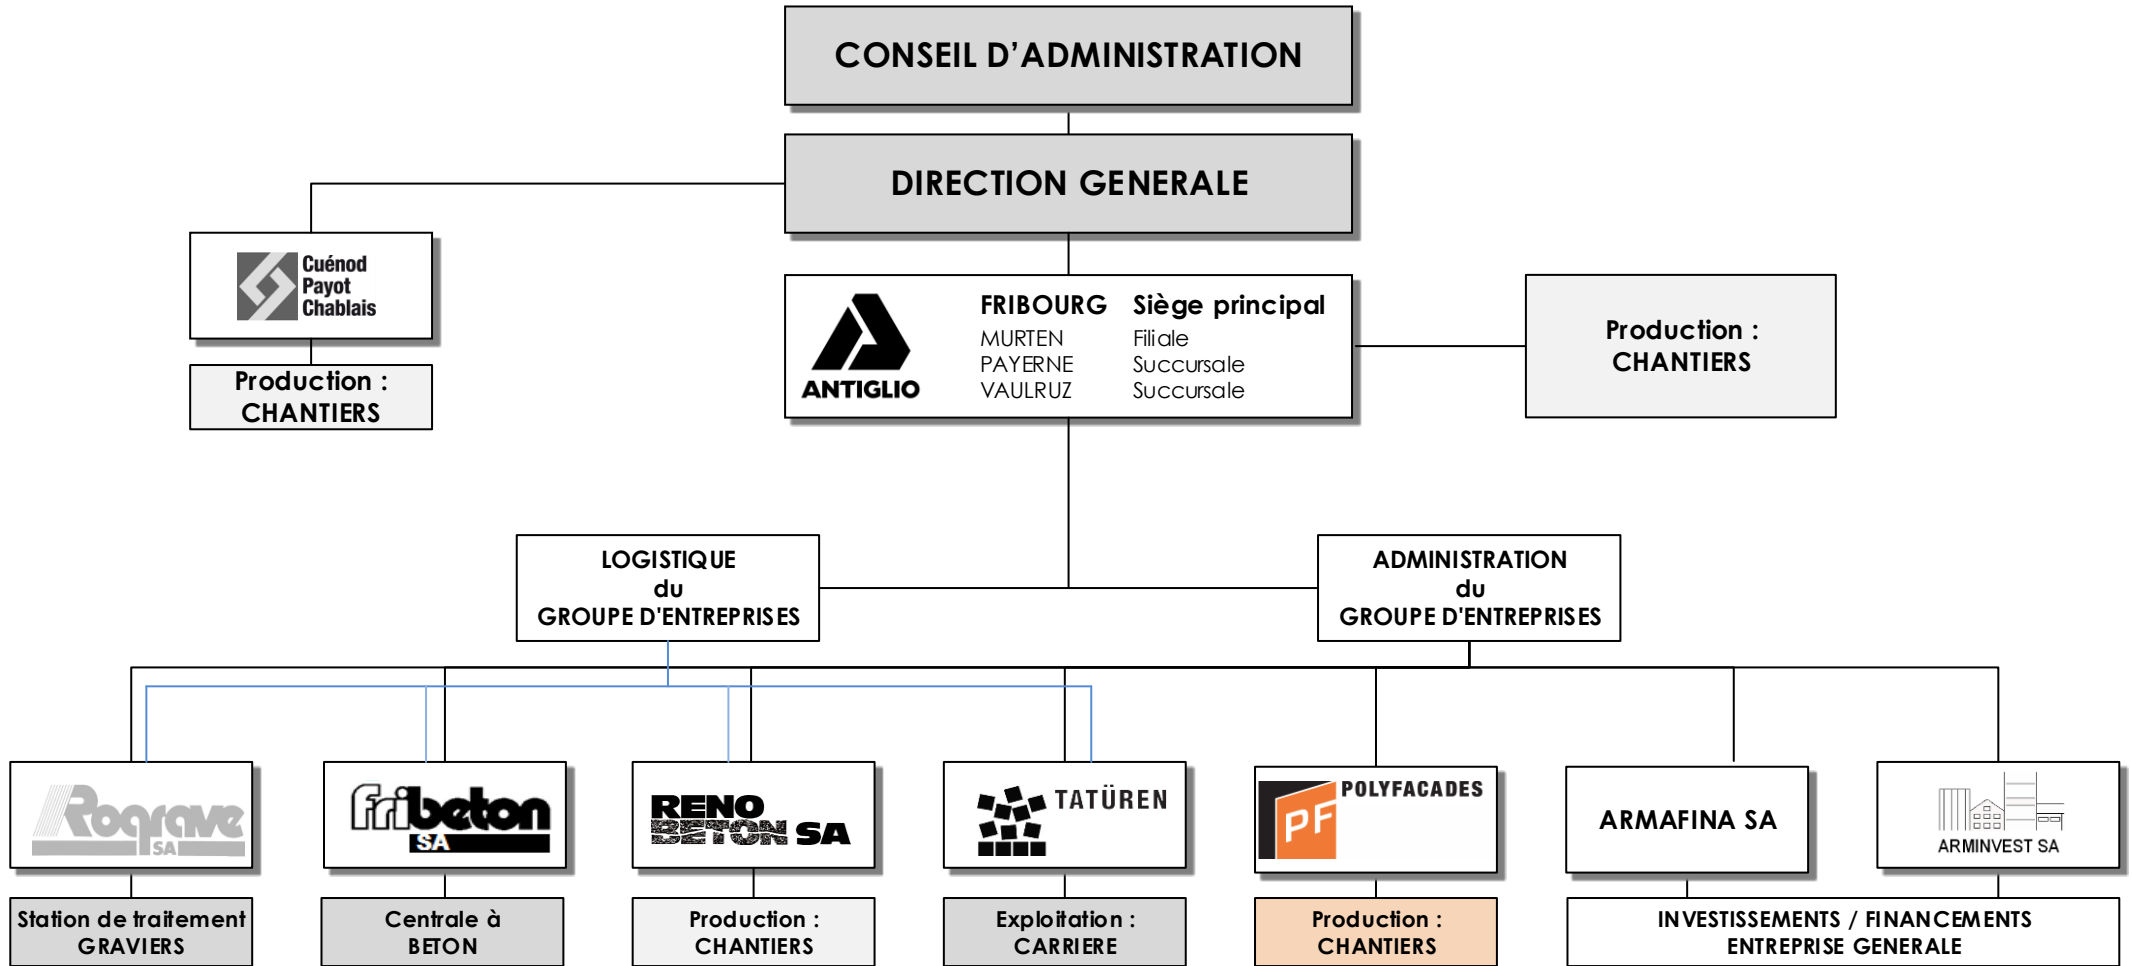 CONSEIL D’ADMINISTRATION
DIRECTION GENERALE
Cuénod
Payot
Chablais
Production :
CHANTIERS
ANTIGLIO
FRIBOURG Siège principal
MURTEN Filiale
PAYERNE Succursale
VAULRUZ Succursale
Production :
CHANTIERS
LOGISTIQUE
du
GROUPE D'ENTREPRISES
ADMINISTRATION
du
GROUPE D'ENTREPRISES
Rograve
SA
fribeton
SA
RENO
BETON SA
TATÜREN
PF
POLYFACADES
ARMAFINA SA
ARMINVEST SA
Station de traitement
GRAVIERS
Centrale à
BETON
Production :
CHANTIERS
Exploitation :
CARRIERE
Production :
CHANTIERS
INVESTISSEMENTS / FINANCEMENTS
ENTREPRISE GENERALE